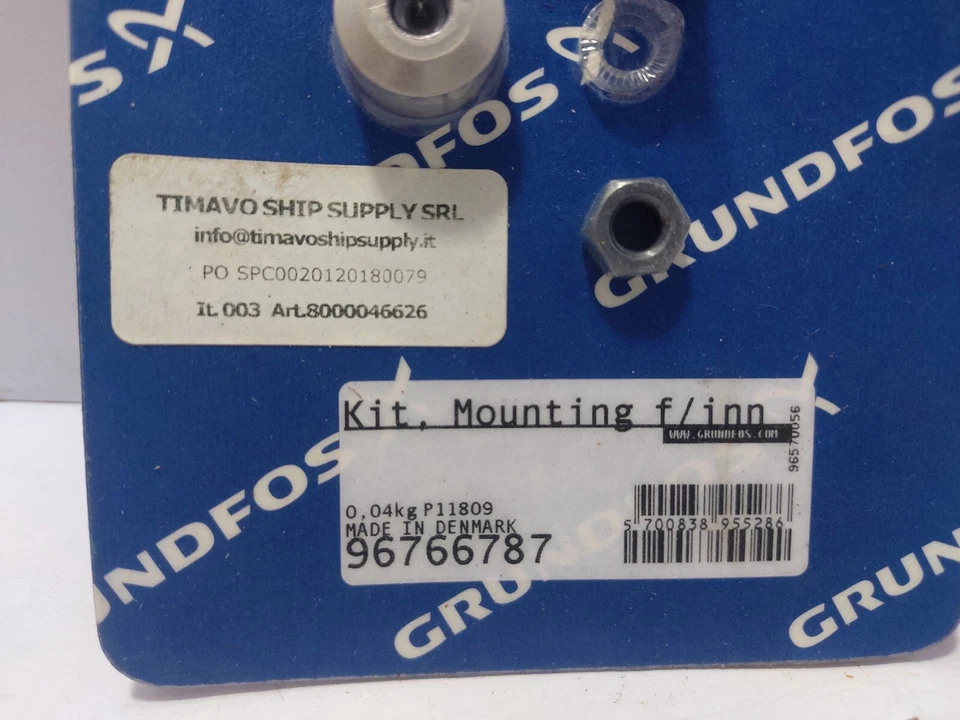 GRUNDFOS
GRUNDFOS
TIMAVO SHIP SUPPLY SRL
info@timavoshipsupply.it
PO SPC0020120180079
It. 003 Art.8000046626
Kit, Mounting f/inn
WWW.GRUNDFOS.COM
96570056
0,04kg P11809
MADE IN DENMARK
96766787
5 700838 955286
GRUNDFOS
GRUNDFOS
GRUN